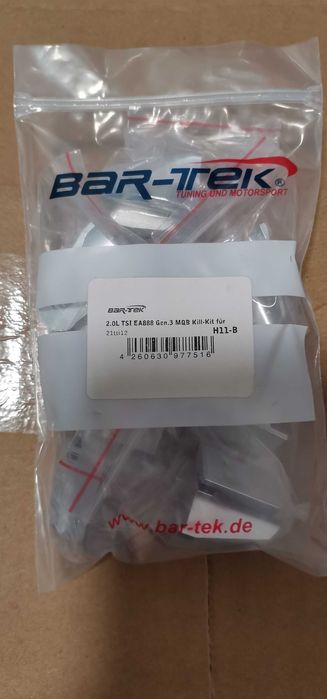 BAR-TEK®
TUNING UND MOTORSPORT
BAR-TEK
2.0L TSI EA888 Gen.3 MQB Kill-Kit für
21tsi12
H11-B
4 260630 977516
www.bar-tek.de